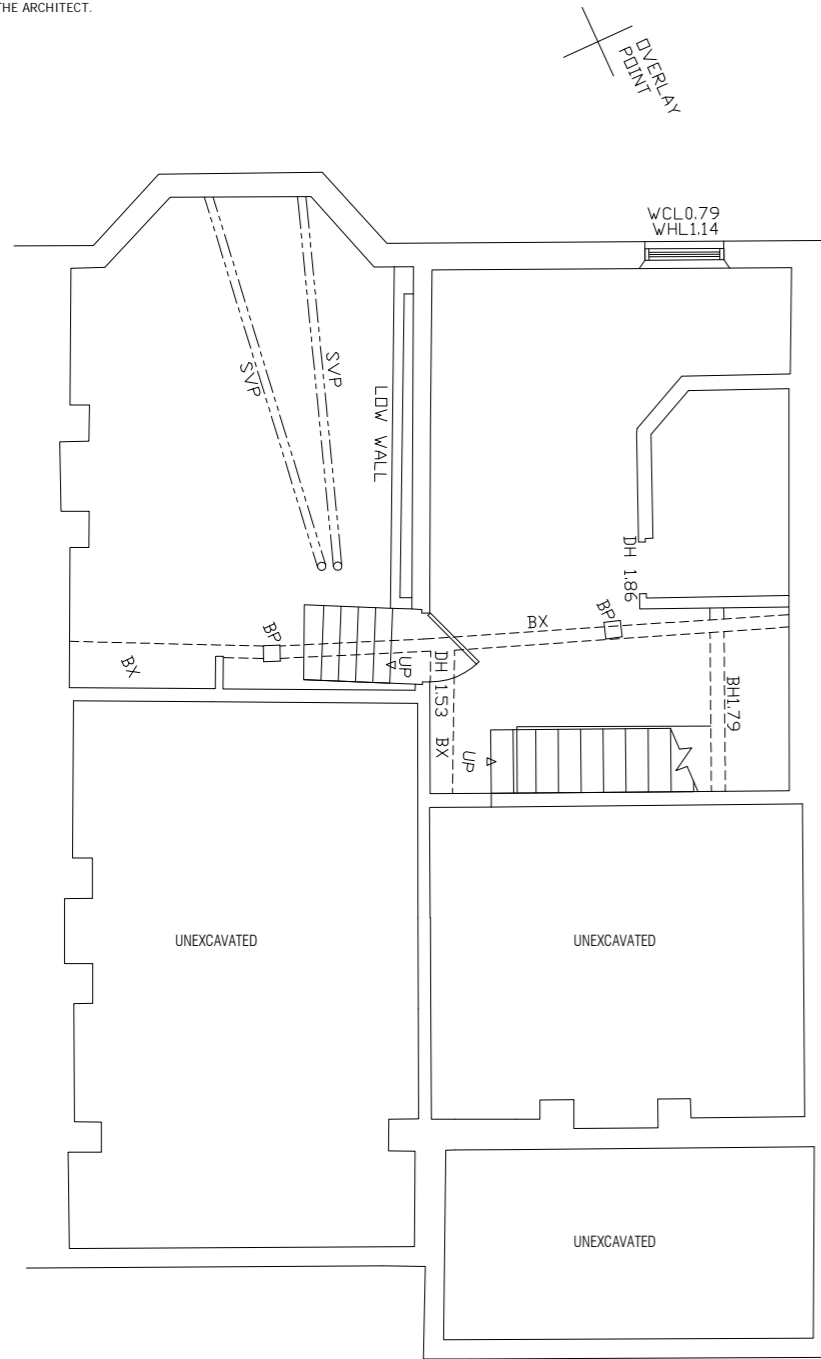 THE ARCHITECT.
OVERLAY
POINT
WCL0.79
WHL1.14
SVP
SVP
LOW WALL
DH 1.86
BP
BX
BP
BX
UP
DH 1.53
BX
UP
BH1.79
UNEXCAVATED
UNEXCAVATED
UNEXCAVATED